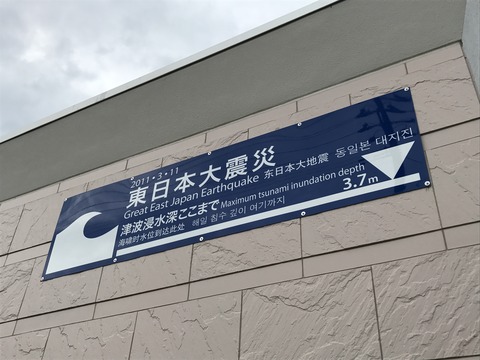 2011・3・11
東日本大震災
Great East Japan Earthquake 东日本大地震 동일본 대지진
津波浸水深ここまで Maximum tsunami inundation depth
海啸时水位到达此处 해일 침수 깊이 여기까지
3.7m